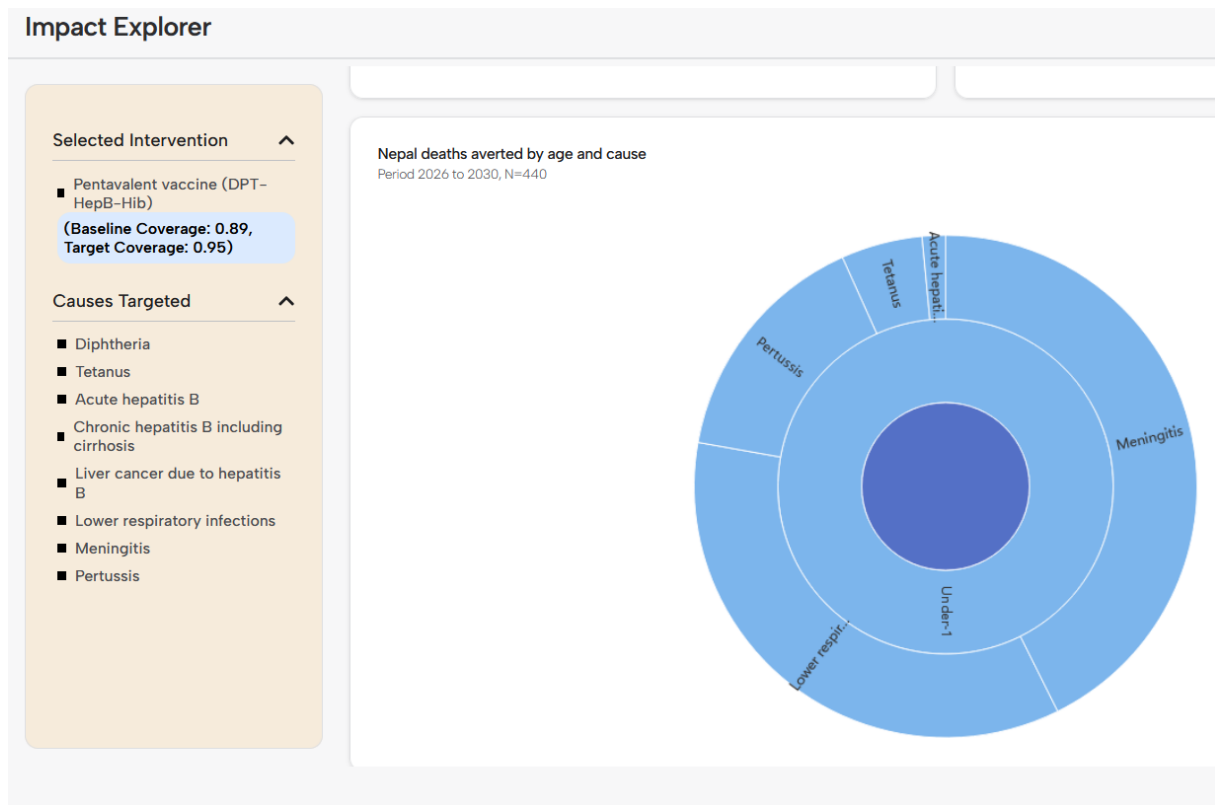 Impact Explorer
Selected Intervention
Pentavalent vaccine (DPT-
HepB-Hib)
(Baseline Coverage: 0.89,
Target Coverage: 0.95)
Causes Targeted
Diphtheria
Tetanus
Acute hepatitis B
Chronic hepatitis B including
cirrhosis
Liver cancer due to hepatitis
B
Lower respiratory infections
Meningitis
Pertussis
Nepal deaths averted by age and cause
Period 2026 to 2030, N=440
Acute hepati...
Tetanus
Pertussis
Meningitis
Under-1
Lower respir...